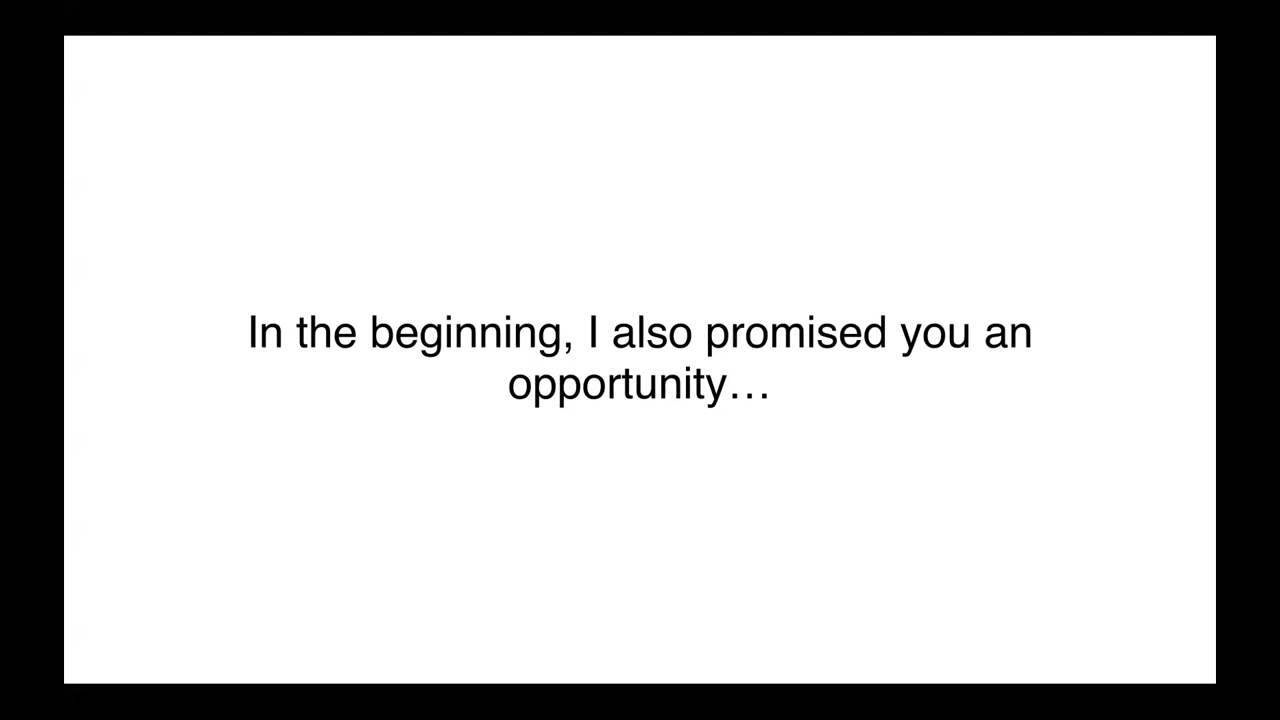 In the beginning, I also promised you an
opportunity…